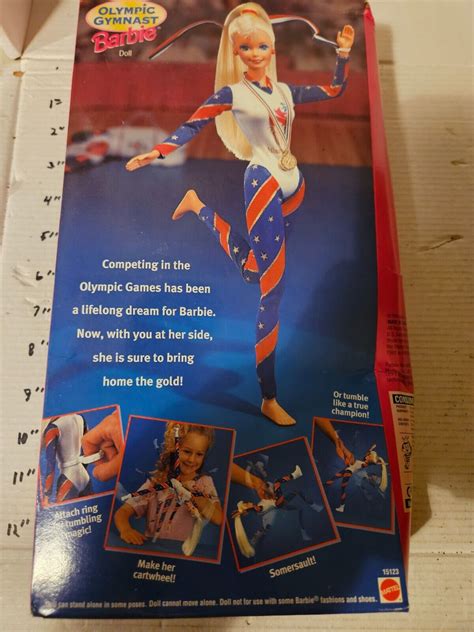 OLYMPIC
GYMNAST
Barbie
Doll
1"
2"
3"
4"
5"
6"
7"
8"
9"
10"
11"
12"
Competing in the
Olympic Games has been
a lifelong dream for Barbie.
Now, with you at her side,
she is sure to bring
home the gold!
Or tumble
like a true
champion!
Attach ring
tumbling
magic!
Make her
cartwheel!
Somersault!
15123
MATTEL
can stand alone in some poses. Doll cannot move alone. Doll not for use with some Barbie® fashions and shoes.